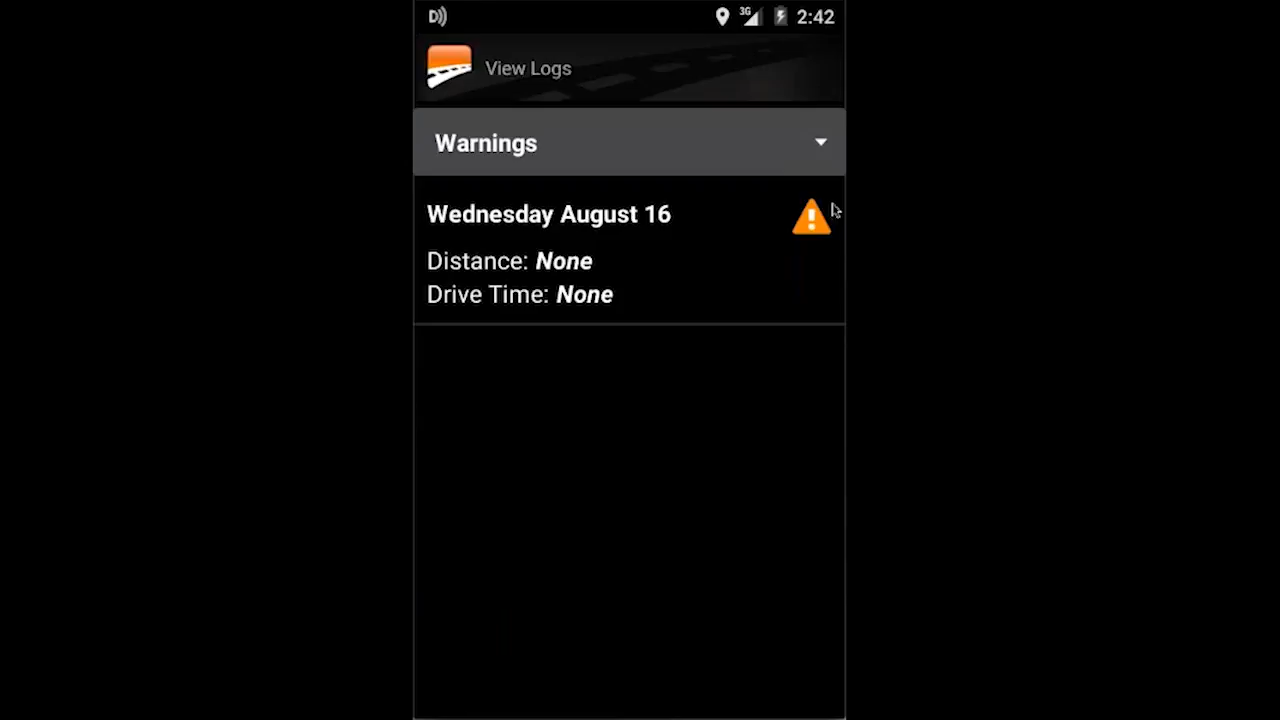 D 3G 2:42
View Logs
Warnings
Wednesday August 16
Distance: None
Drive Time: None